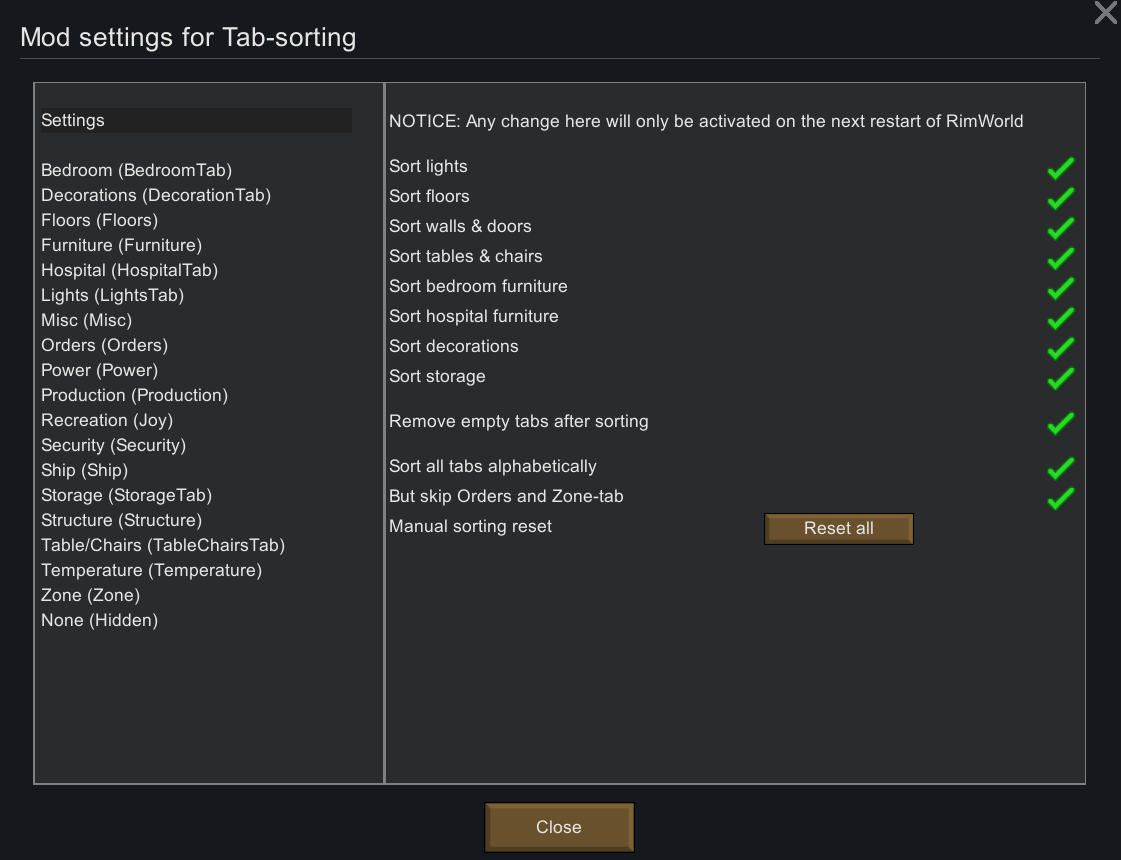 Mod settings for Tab-sorting
Settings
Bedroom (BedroomTab)
Decorations (DecorationTab)
Floors (Floors)
Furniture (Furniture)
Hospital (HospitalTab)
Lights (LightsTab)
Misc (Misc)
Orders (Orders)
Power (Power)
Production (Production)
Recreation (Joy)
Security (Security)
Ship (Ship)
Storage (StorageTab)
Structure (Structure)
Table/Chairs (TableChairsTab)
Temperature (Temperature)
Zone (Zone)
None (Hidden)
NOTICE: Any change here will only be activated on the next restart of RimWorld
Sort lights
Sort floors
Sort walls & doors
Sort tables & chairs
Sort bedroom furniture
Sort hospital furniture
Sort decorations
Sort storage
Remove empty tabs after sorting
Sort all tabs alphabetically
But skip Orders and Zone-tab
Manual sorting reset
Reset all
Close